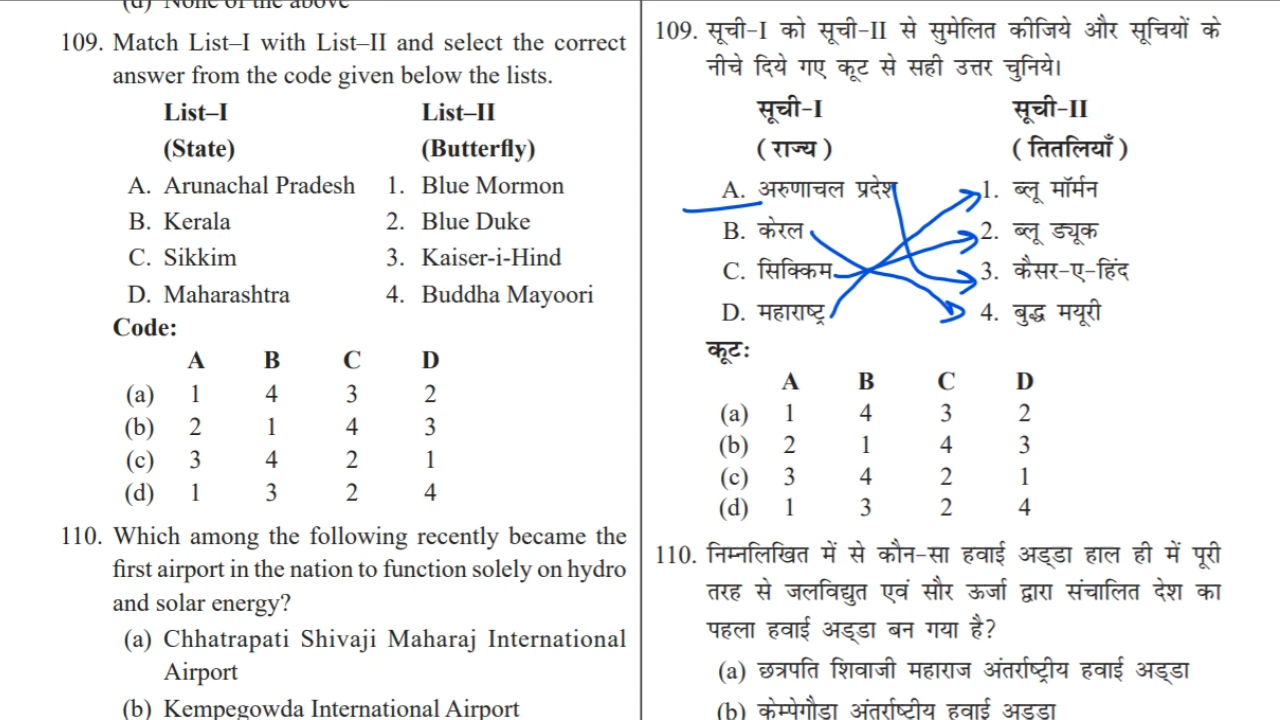 (d) None of the above
109. Match List–I with List–II and select the correct
answer from the code given below the lists.
List–I List–II
(State) (Butterfly)
A. Arunachal Pradesh 1. Blue Mormon
B. Kerala 2. Blue Duke
C. Sikkim 3. Kaiser-i-Hind
D. Maharashtra 4. Buddha Mayoori
Code:
A B C D
(a) 1 4 3 2
(b) 2 1 4 3
(c) 3 4 2 1
(d) 1 3 2 4
110. Which among the following recently became the
first airport in the nation to function solely on hydro
and solar energy?
(a) Chhatrapati Shivaji Maharaj International
Airport
(b) Kempegowda International Airport
109. सूची-I को सूची-II से सुमेलित कीजिये और सूचियों के
नीचे दिये गए कूट से सही उत्तर चुनिये।
सूची-I सूची-II
(राज्य) (तितलियाँ)
A. अरुणाचल प्रदेश 1. ब्लू मॉर्मन
B. केरल 2. ब्लू ड्यूक
C. सिक्किम 3. कैसर-ए-हिंद
D. महाराष्ट्र 4. बुद्ध मयूरी
कूटः
A B C D
(a) 1 4 3 2
(b) 2 1 4 3
(c) 3 4 2 1
(d) 1 3 2 4
110. निम्नलिखित में से कौन-सा हवाई अड्डा हाल ही में पूरी
तरह से जलविद्युत एवं सौर ऊर्जा द्वारा संचालित देश का
पहला हवाई अड्डा बन गया है?
(a) छत्रपति शिवाजी महाराज अंतर्राष्ट्रीय हवाई अड्डा
(b) केम्पेगौडा अंतर्राष्ट्रीय हवाई अड्डा